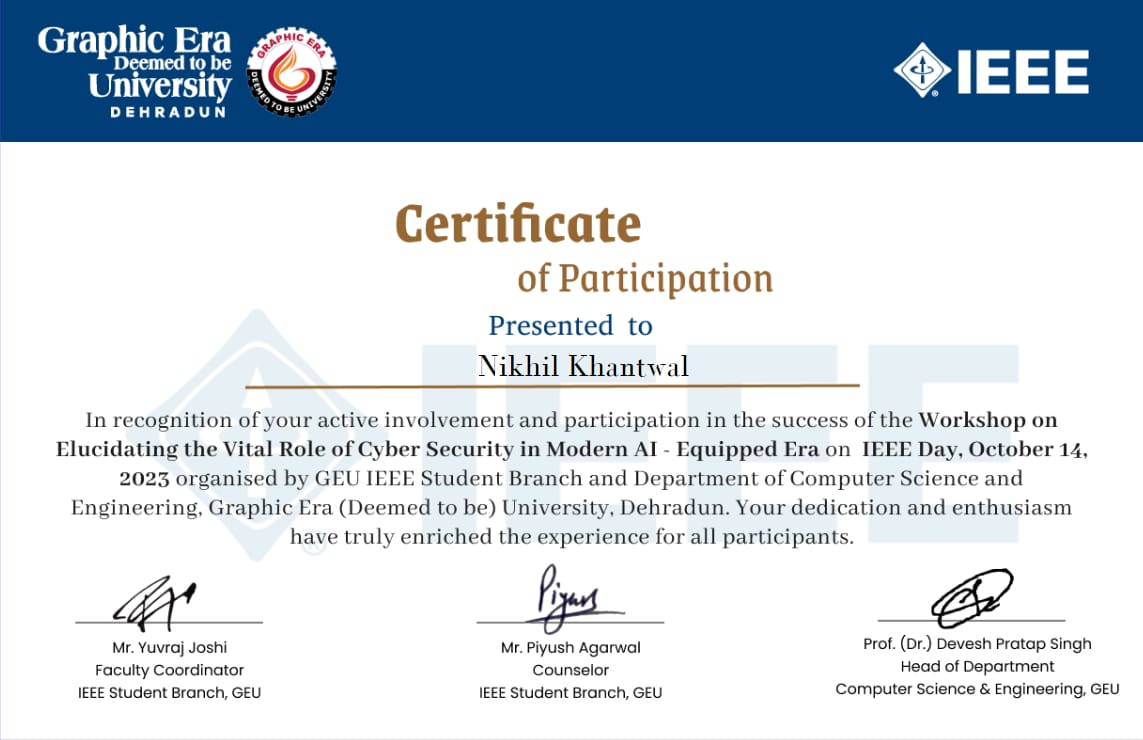 Graphic Era
Deemed to be
University
DEHRADUN
GRAPHIC ERA
DEEMED TO BE UNIVERSITY
IEEE
Certificate
of Participation
Presented to
Nikhil Khantwal
In recognition of your active involvement and participation in the success of the Workshop on
Elucidating the Vital Role of Cyber Security in Modern AI - Equipped Era on IEEE Day, October 14,
2023 organised by GEU IEEE Student Branch and Department of Computer Science and
Engineering, Graphic Era (Deemed to be) University, Dehradun. Your dedication and enthusiasm
have truly enriched the experience for all participants.
Piyush
Mr. Yuvraj Joshi
Faculty Coordinator
IEEE Student Branch, GEU
Mr. Piyush Agarwal
Counselor
IEEE Student Branch, GEU
Prof. (Dr.) Devesh Pratap Singh
Head of Department
Computer Science & Engineering, GEU